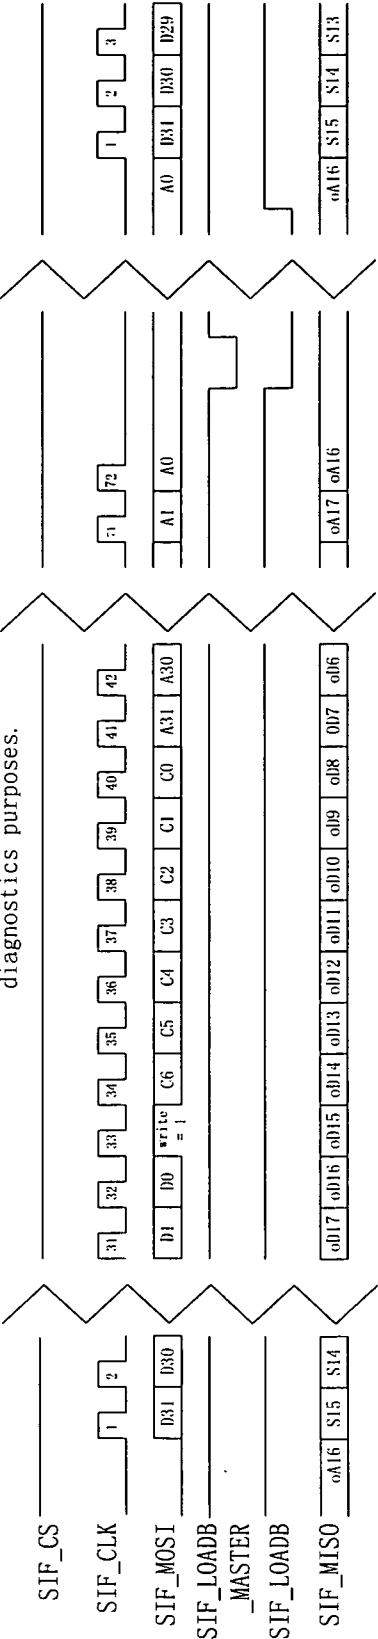 diagnostics purposes.
SIF_CS
SIF_CLK 1 2 31 32 33 34 35 36 37 38 39 40 41 42 71 72 1 2 3
SIF_MOSI D31 D30 D1 D0 write = 1 C6 C5 C4 C3 C2 C1 C0 A31 A30 A1 A0 A0 D31 D30 D29
SIF_LOADB
_MASTER
SIF_LOADB
SIF_MISO oA16 S15 S14 oD17 oD16 oD15 oD14 oD13 oD12 oD11 oD10 oD9 oD8 0D7 oD6 oA17 oA16 oA16 S15 S14 S13